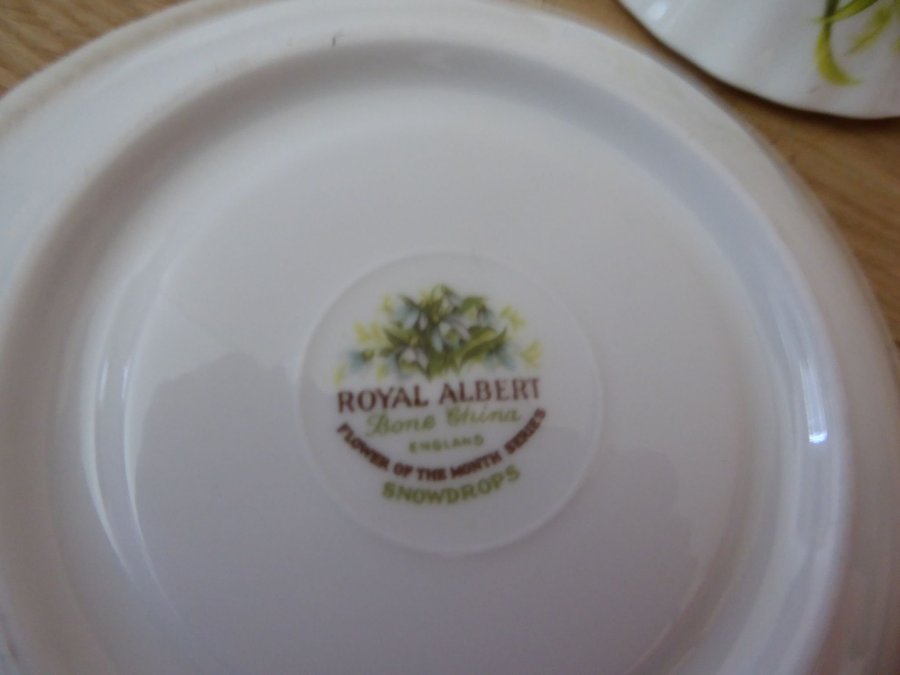 ROYAL ALBERT
Bone China
ENGLAND
FLOWER OF THE MONTH SERIES
SNOWDROPS